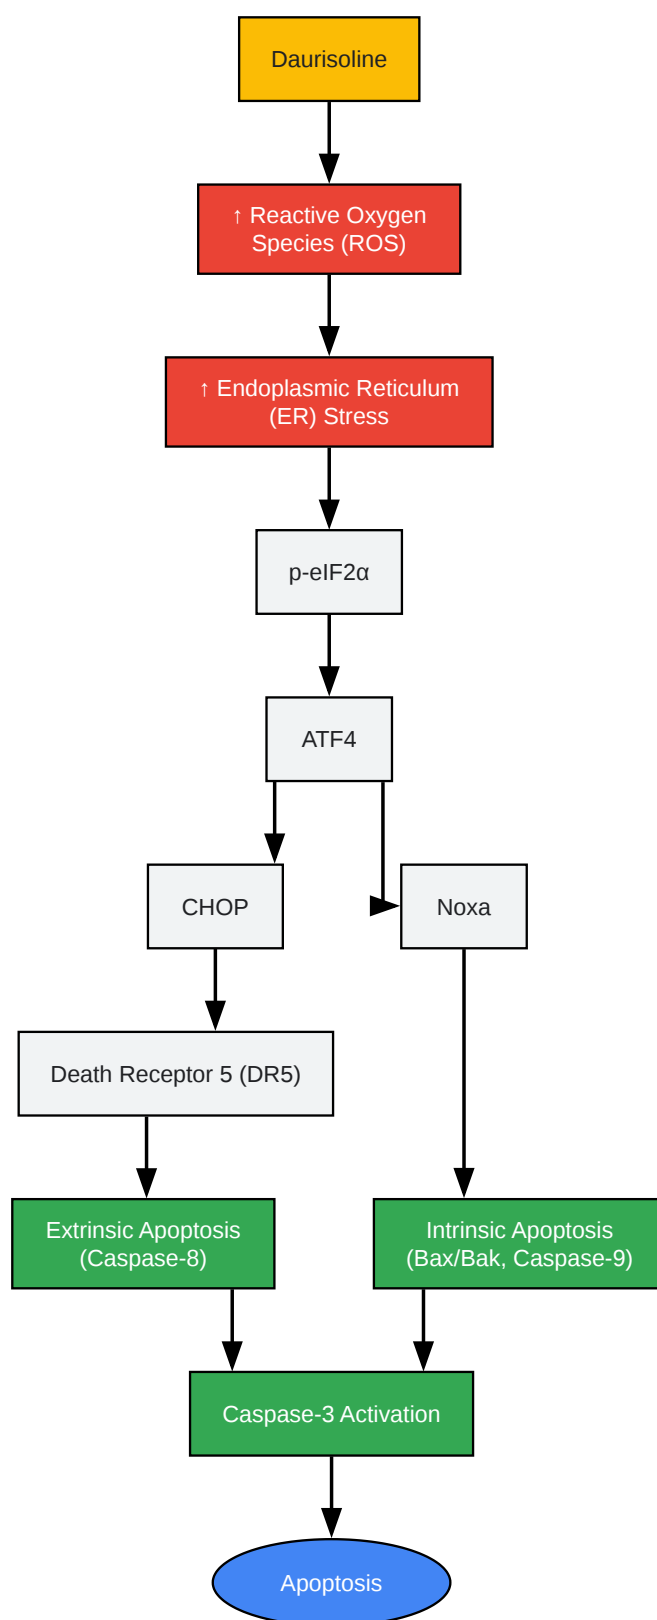 Daurisoline
↑ Reactive Oxygen
Species (ROS)
↑ Endoplasmic Reticulum
(ER) Stress
p-eIF2α
ATF4
CHOP
Noxa
Death Receptor 5 (DR5)
Extrinsic Apoptosis
(Caspase-8)
Intrinsic Apoptosis
(Bax/Bak, Caspase-9)
Caspase-3 Activation
Apoptosis